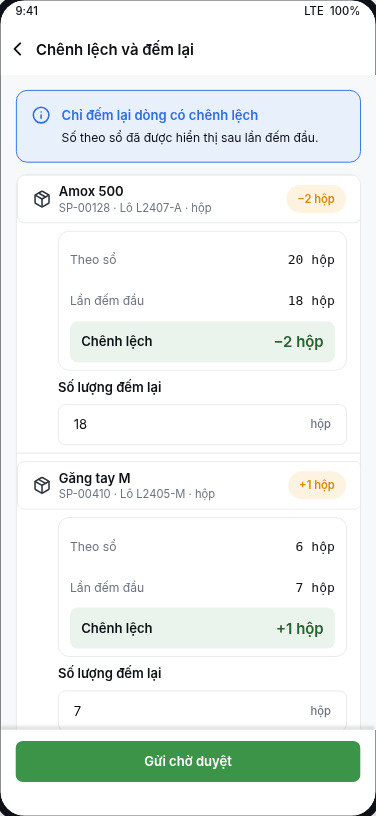 9:41
LTE 100%
Chênh lệch và đếm lại
Chỉ đếm lại dòng có chênh lệch
Số theo sổ đã được hiển thị sau lần đếm đầu.
Amox 500
SP-00128 · Lô L2407-A · hộp
−2 hộp
Theo sổ
20 hộp
Lần đếm đầu
18 hộp
Chênh lệch
−2 hộp
Số lượng đếm lại
18
hộp
Găng tay M
SP-00410 · Lô L2405-M · hộp
+1 hộp
Theo sổ
6 hộp
Lần đếm đầu
7 hộp
Chênh lệch
+1 hộp
Số lượng đếm lại
7
hộp
Gửi chờ duyệt